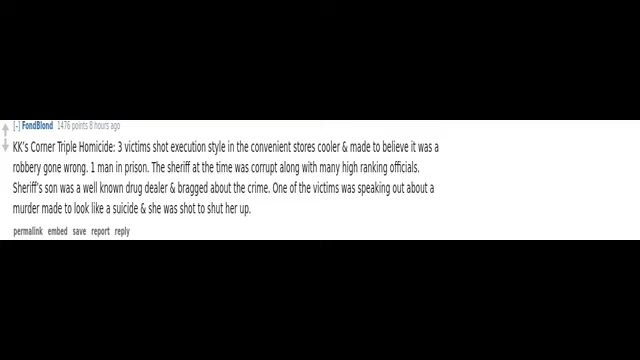 [-] FondBlond 1476 points 8 hours ago
KK's Corner Triple Homicide: 3 victims shot execution style in the convenient stores cooler & made to believe it was a
robbery gone wrong. 1 man in prison. The sheriff at the time was corrupt along with many high ranking officials.
Sheriff's son was a well known drug dealer & bragged about the crime. One of the victims was speaking out about a
murder made to look like a suicide & she was shot to shut her up.
permalink embed save report reply